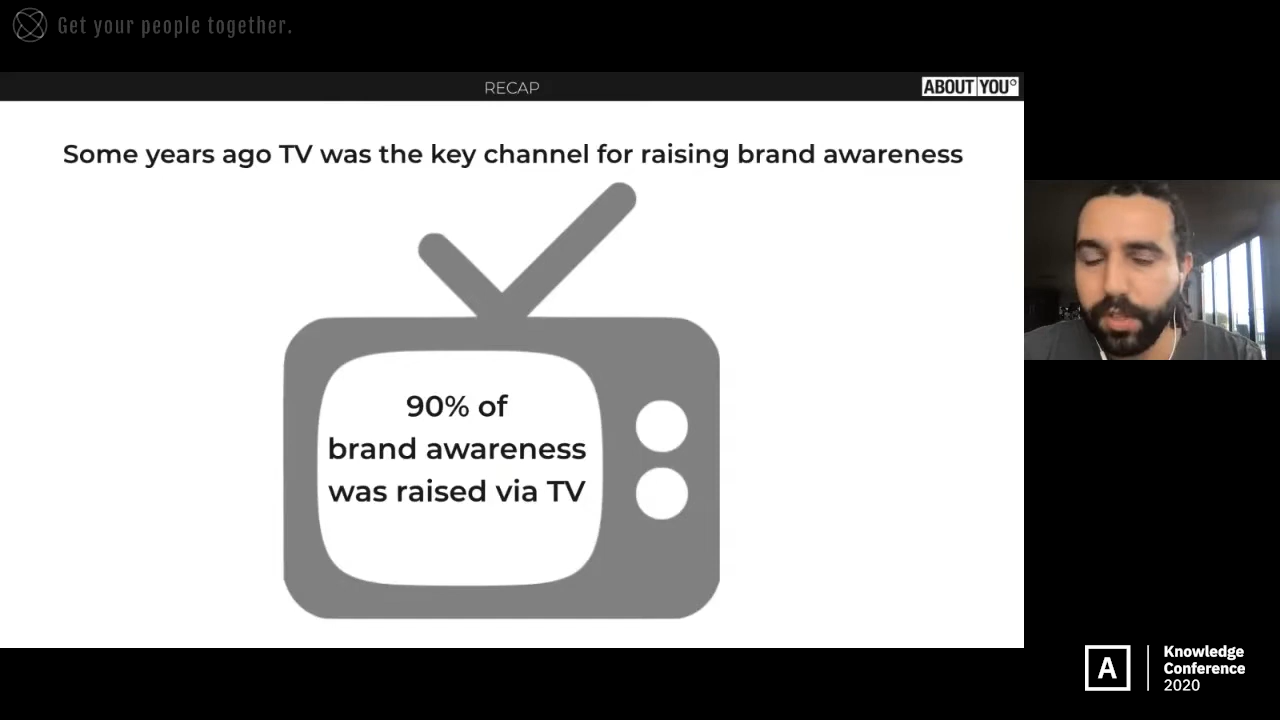 Get your people together.
RECAP
ABOUT YOU°
Some years ago TV was the key channel for raising brand awareness
90% of
brand awareness
was raised via TV
A
Knowledge
Conference
2020